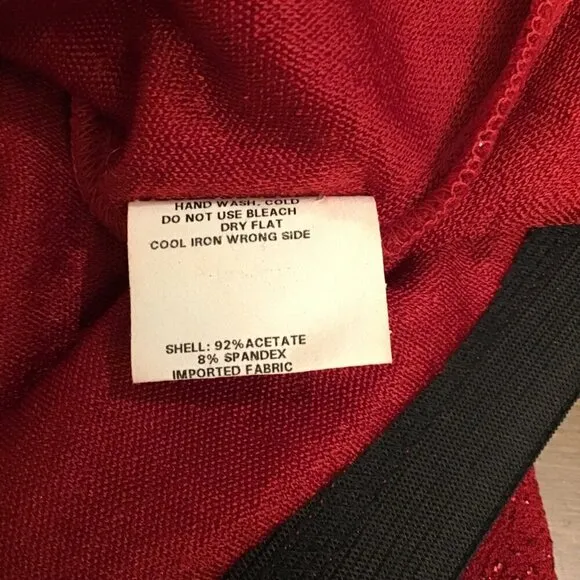 HAND WASH, COLD
DO NOT USE BLEACH
DRY FLAT
COOL IRON WRONG SIDE
SHELL: 92%ACETATE
8% SPANDEX
IMPORTED FABRIC